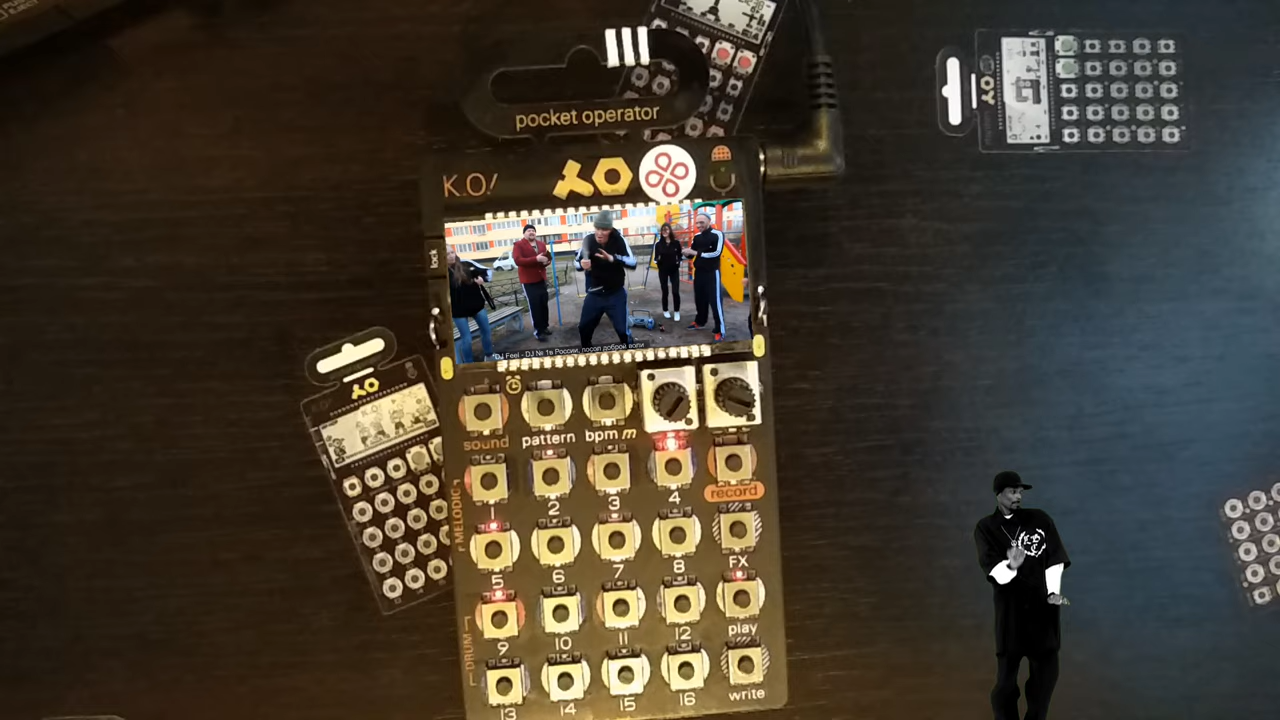 pocket operator
K.O!
lock
*DJ Feel - DJ № 1в России, посол доброй воли
sound pattern bpm m
1 2 3 4 record
MELODIC
5 6 7 8 FX
9 10 11 12 play
DRUM
13 14 15 16 write